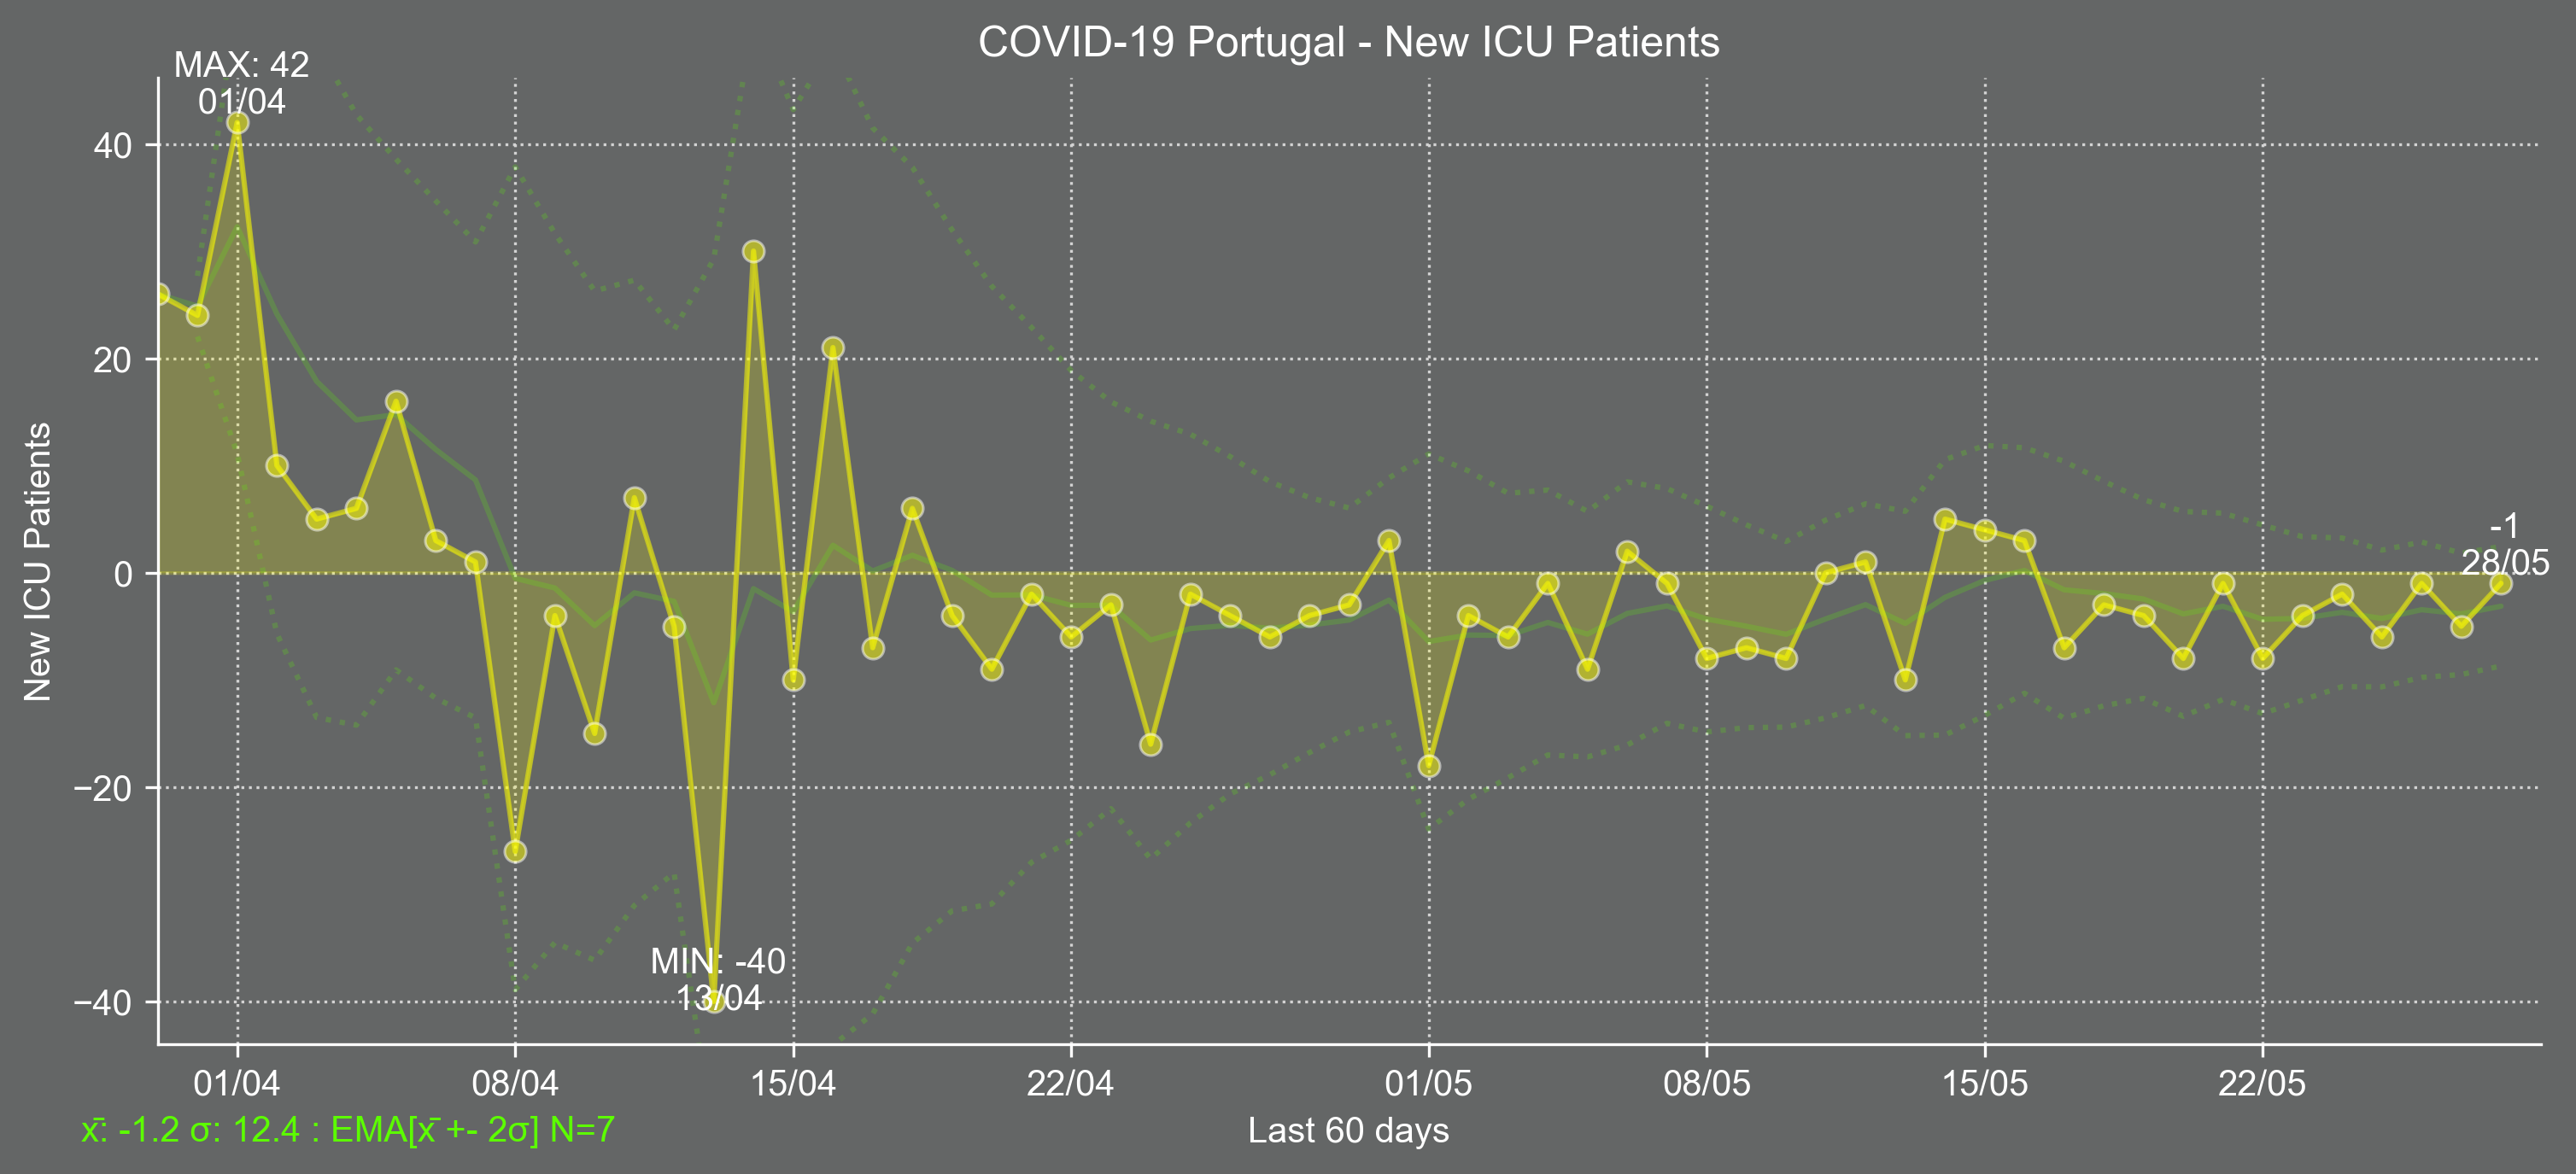 COVID-19 Portugal - New ICU Patients
MAX: 42
01/04
40
20
0
−20
−40
New ICU Patients
-1
28/05
MIN: -40
13/04
01/04
08/04
15/04
22/04
01/05
08/05
15/05
22/05
x̄: -1.2 σ: 12.4 : EMA[x̄ +- 2σ] N=7
Last 60 days